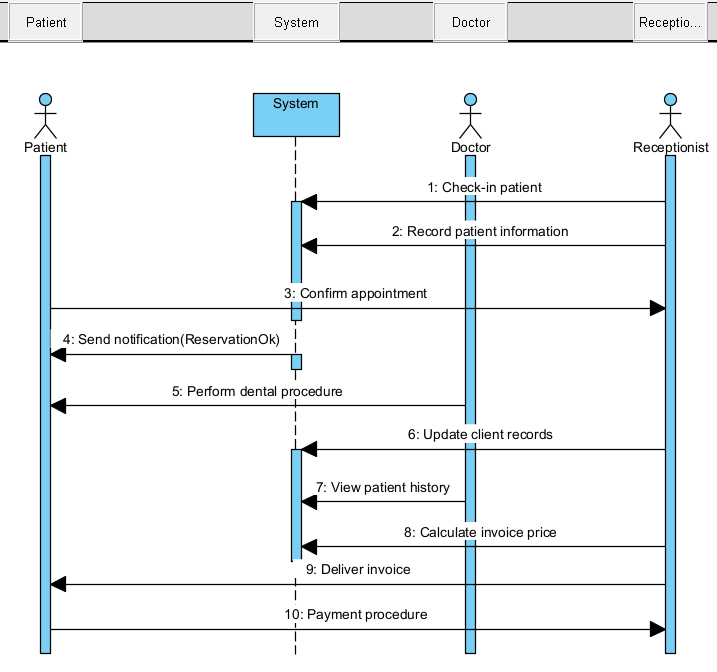 Patient
System
Doctor
Receptio...
System
Patient
Doctor
Receptionist
1: Check-in patient
2: Record patient information
3: Confirm appointment
4: Send notification(ReservationOk)
5: Perform dental procedure
6: Update client records
7: View patient history
8: Calculate invoice price
9: Deliver invoice
10: Payment procedure